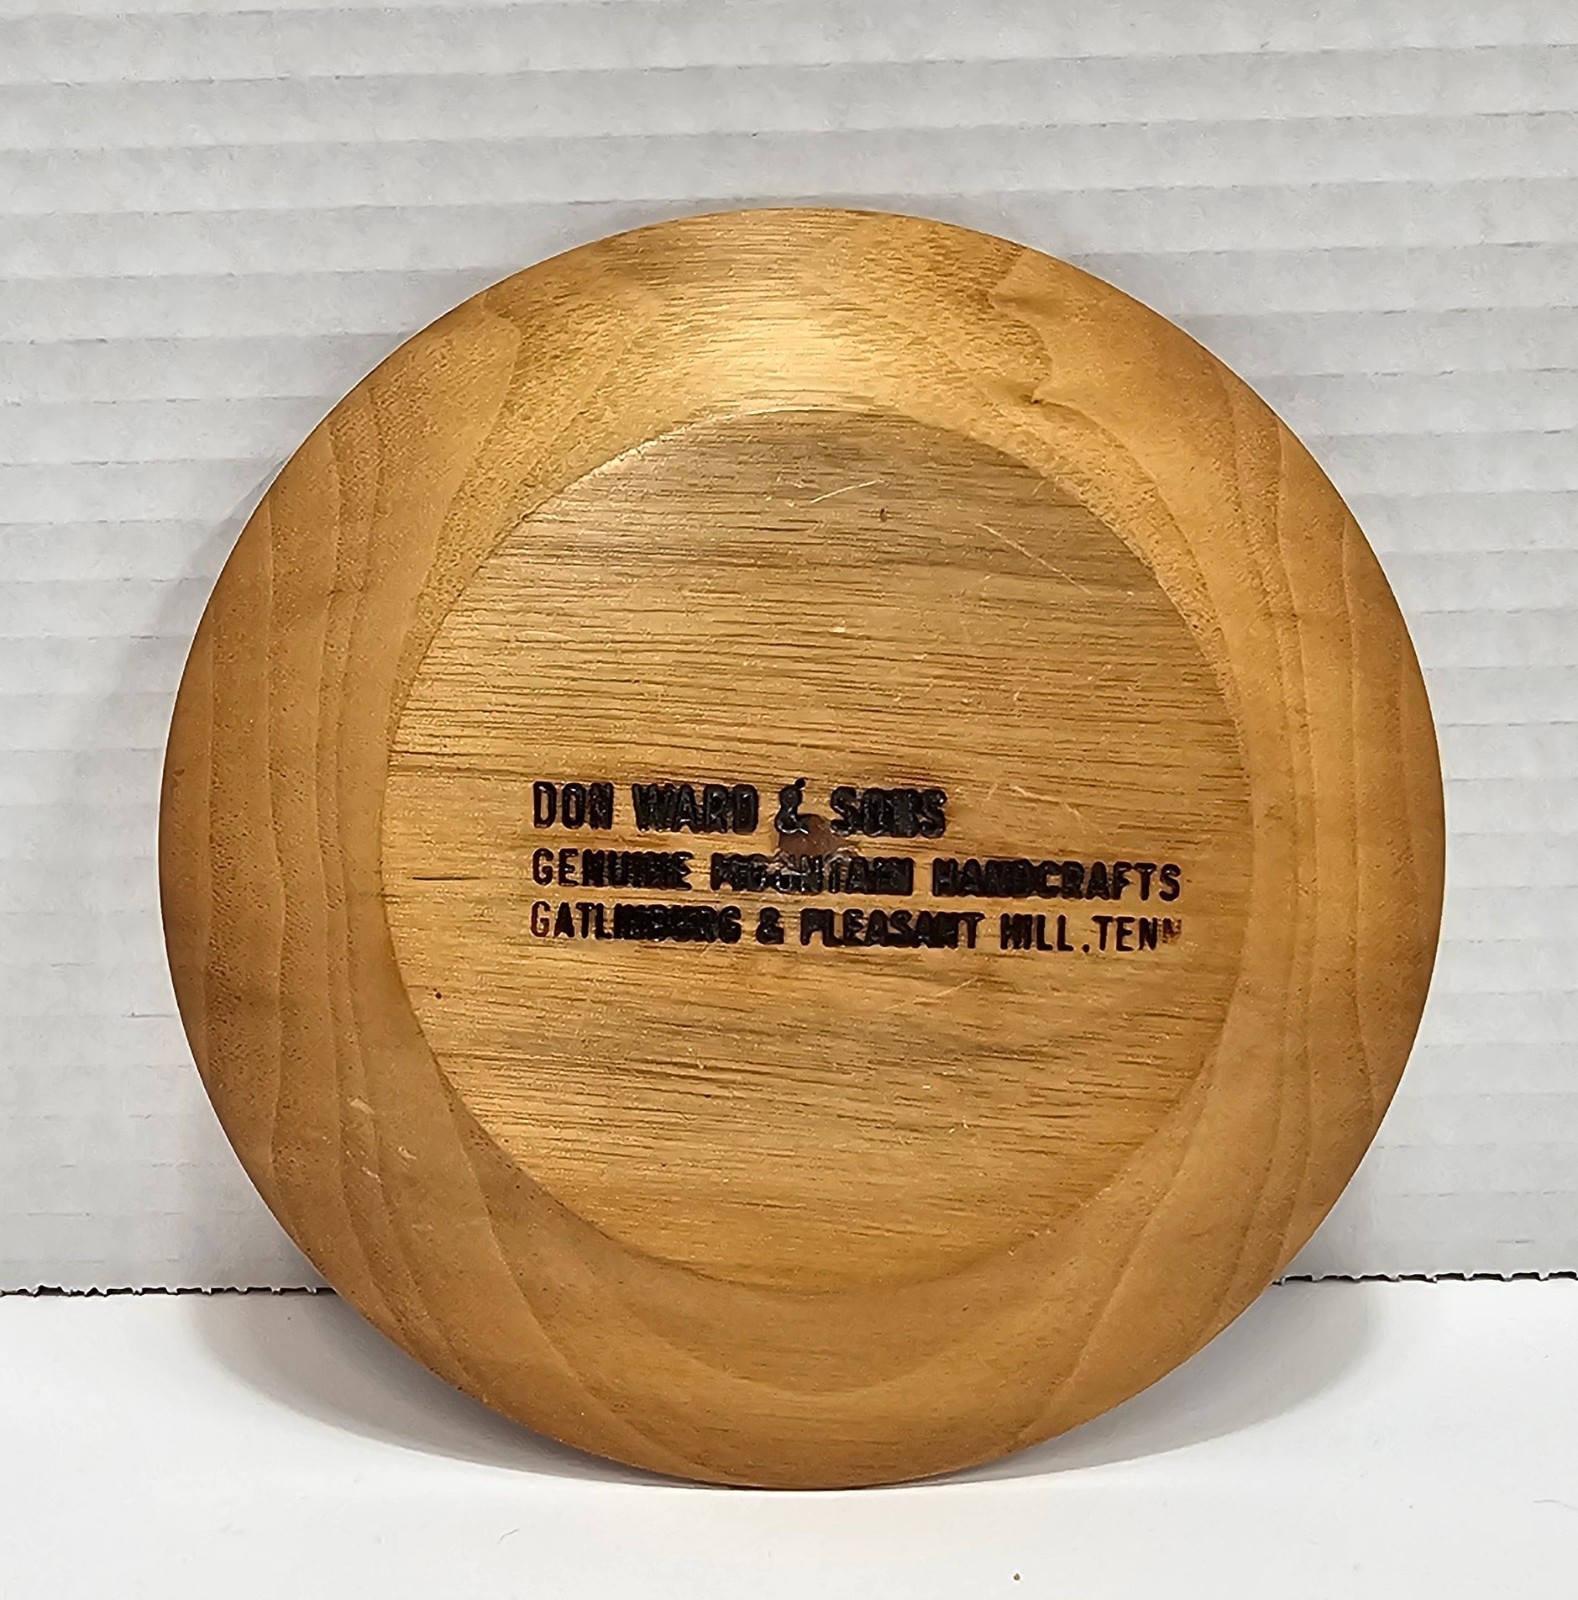 DON WARD & SONS
GENUINE MOUNTAIN HANDCRAFTS
GATLINBURG & PLEASANT HILL, TENN